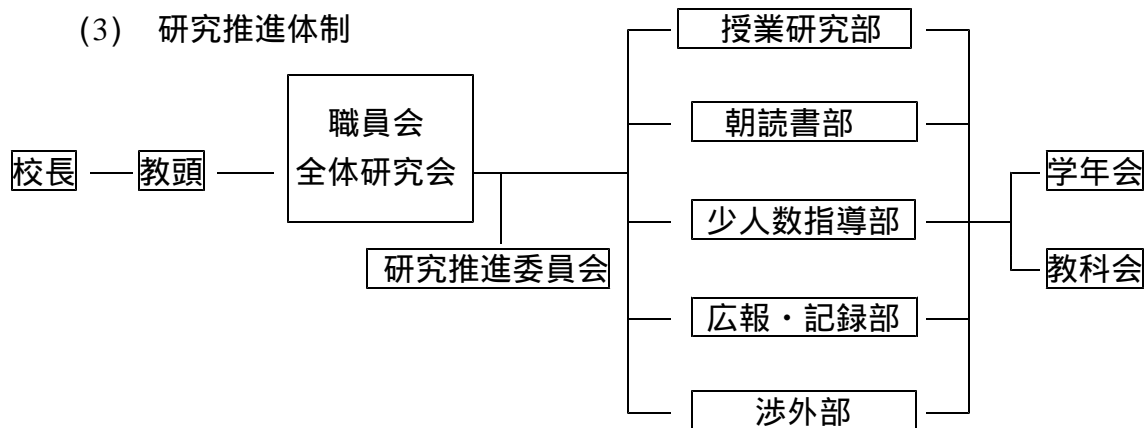 (3) 研究推進体制
校長
教頭
職員会
全体研究会
研究推進委員会
授業研究部
朝読書部
少人数指導部
広報・記録部
渉外部
学年会
教科会